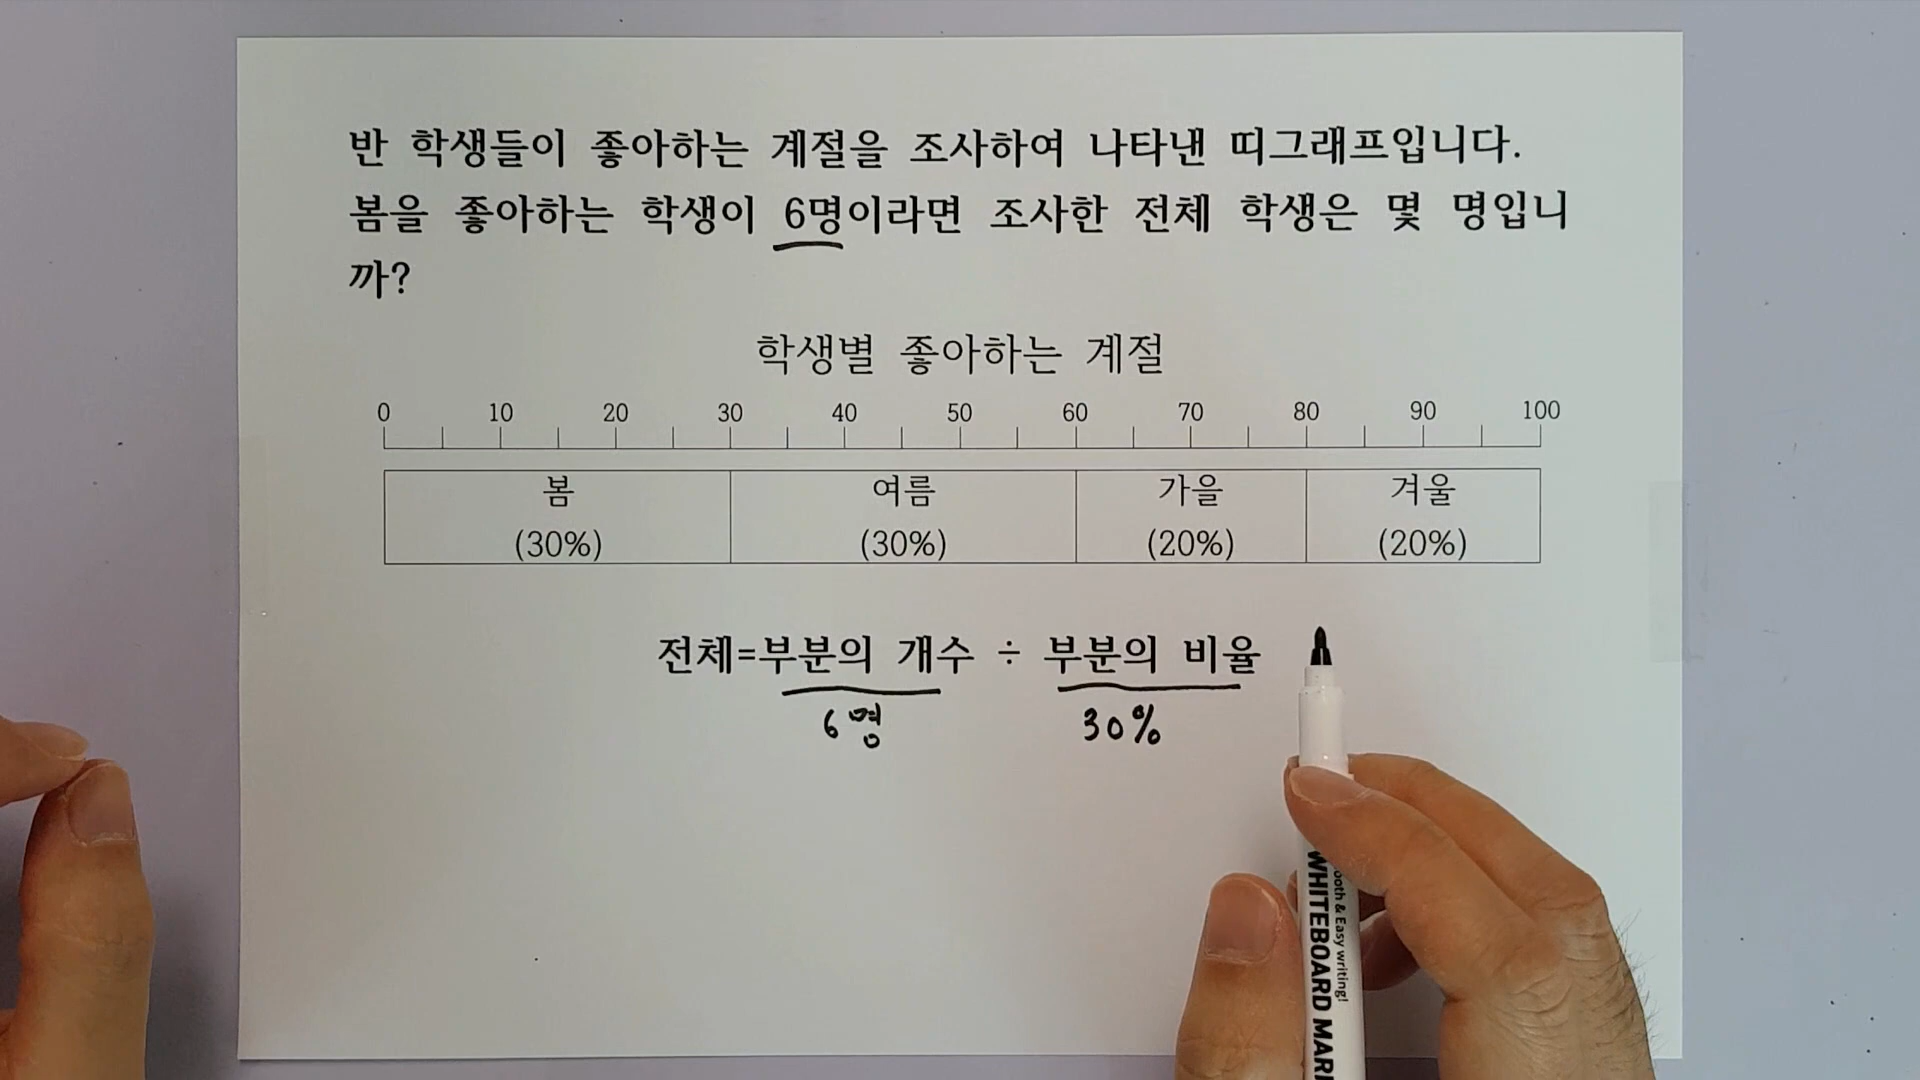 반 학생들이 좋아하는 계절을 조사하여 나타낸 띠그래프입니다.
봄을 좋아하는 학생이 6명이라면 조사한 전체 학생은 몇 명입니
까?
학생별 좋아하는 계절
0 10 20 30 40 50 60 70 80 90 100
봄 여름 가을 겨울
(30%) (30%) (20%) (20%)
전체=부분의 개수 ÷ 부분의 비율
6명 30%
ooth & Easy writing!
WHITEBOARD MAR